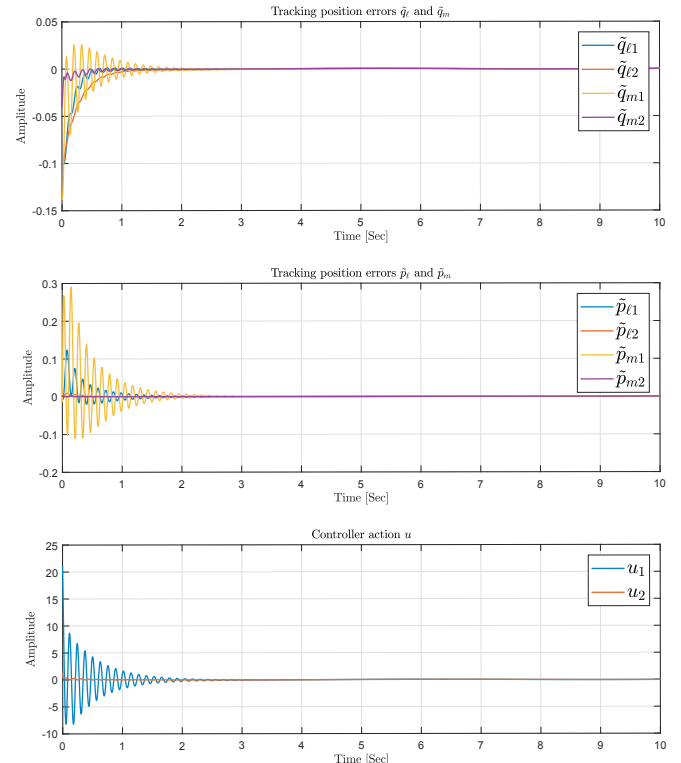 Tracking position errors q̃ℓ and q̃m
0.05
0
-0.05
-0.1
-0.15
Amplitude
q̃ℓ1
q̃ℓ2
q̃m1
q̃m2
0 1 2 3 4 5 6 7 8 9 10
Time [Sec]
Tracking position errors p̃ℓ and p̃m
0.3
0.2
0.1
0
-0.1
-0.2
Amplitude
p̃ℓ1
p̃ℓ2
p̃m1
p̃m2
0 1 2 3 4 5 6 7 8 9 10
Time [Sec]
Controller action u
25
20
15
10
5
0
-5
-10
Amplitude
u1
u2
0 1 2 3 4 5 6 7 8 9 10
Time [Sec]